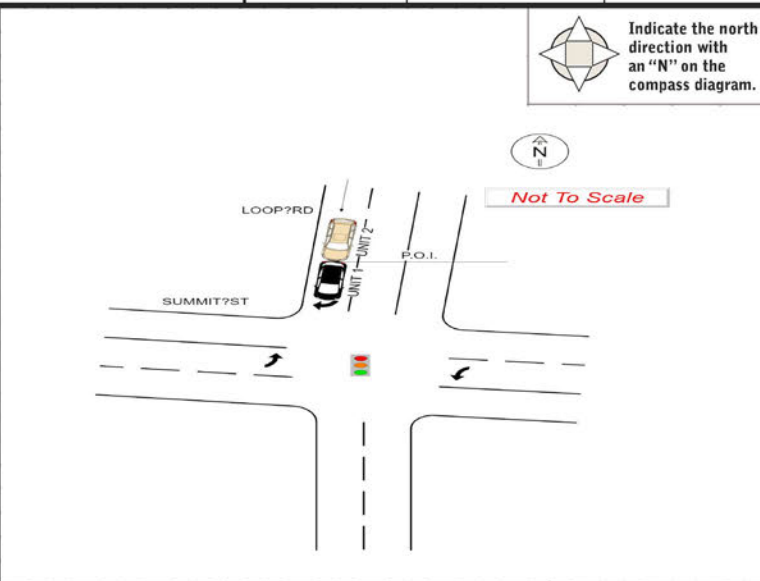 Indicate the north
direction with
an “N” on the
compass diagram.
N
Not To Scale
LOOP?RD
UNIT 2
P.O.I.
UNIT 1
SUMMIT?ST